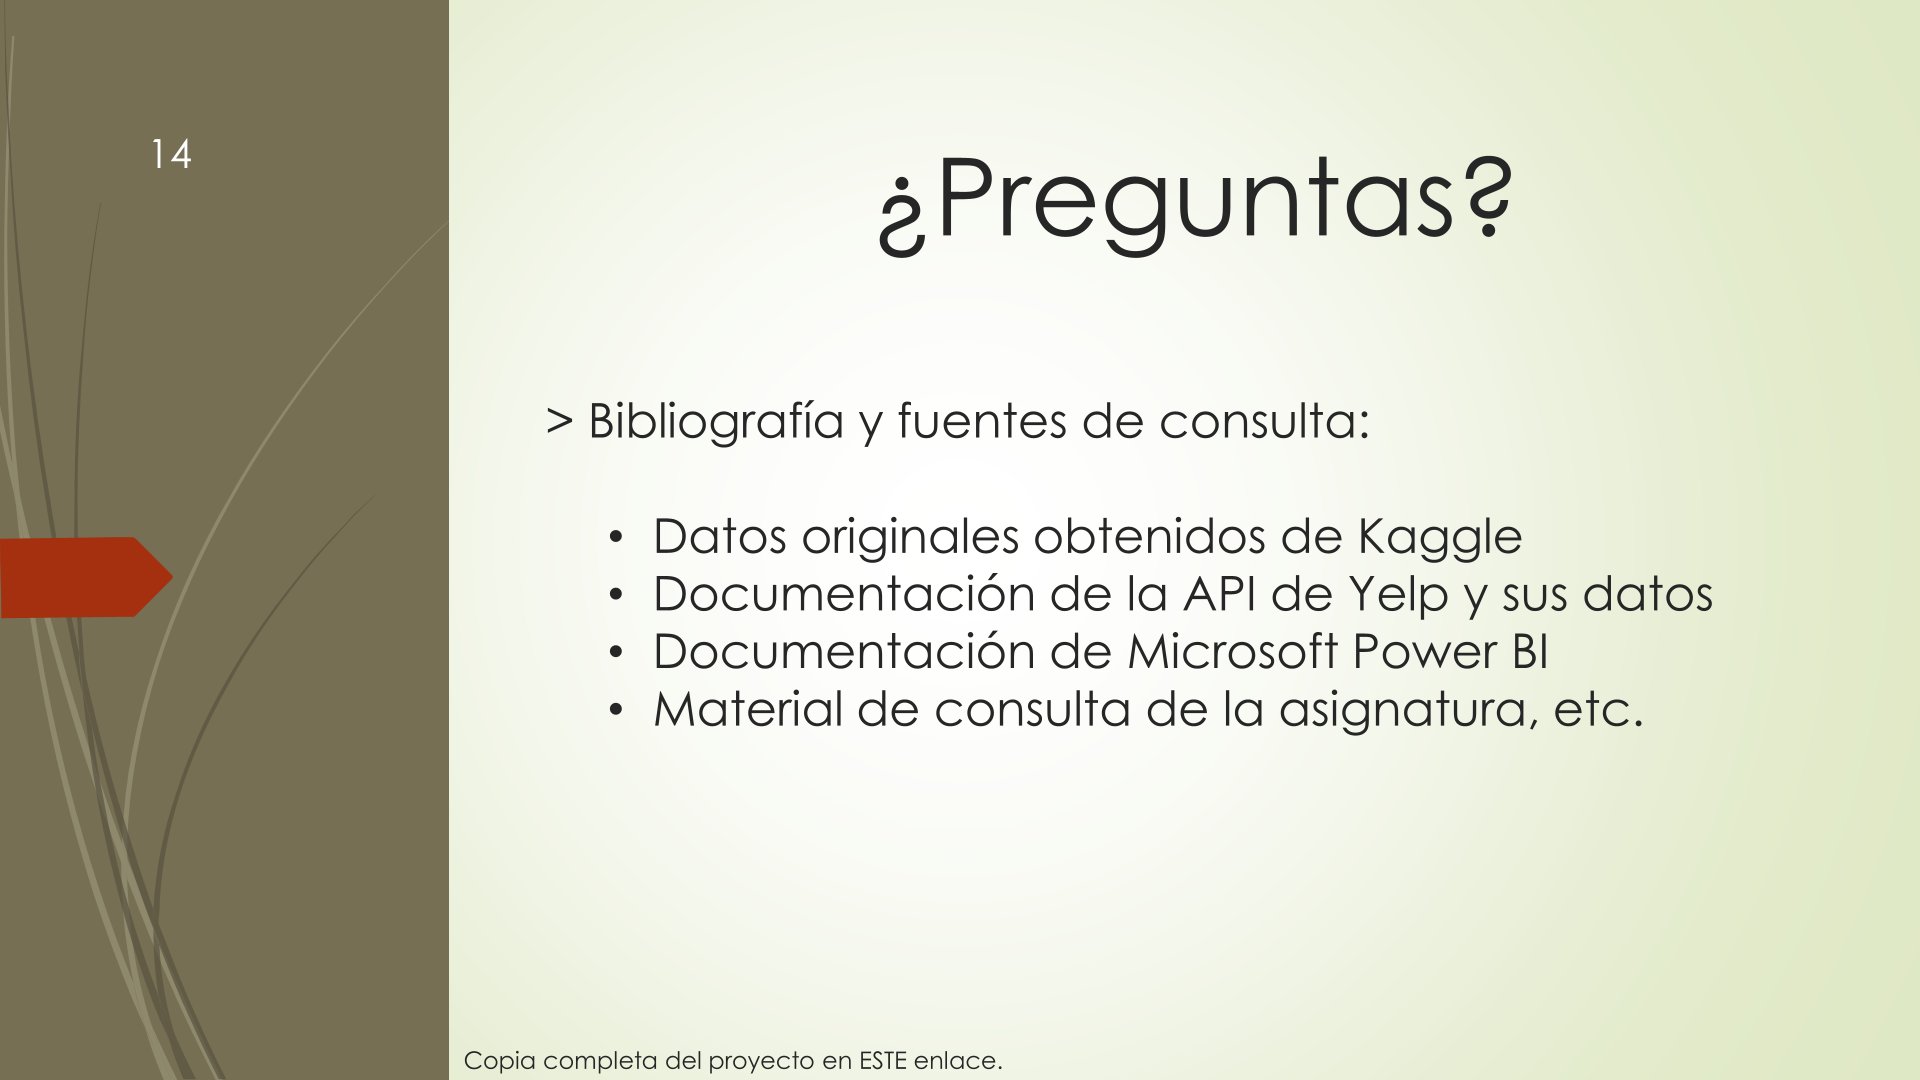 14
¿Preguntas?
> Bibliografía y fuentes de consulta:
• Datos originales obtenidos de Kaggle
• Documentación de la API de Yelp y sus datos
• Documentación de Microsoft Power BI
• Material de consulta de la asignatura, etc.
Copia completa del proyecto en ESTE enlace.